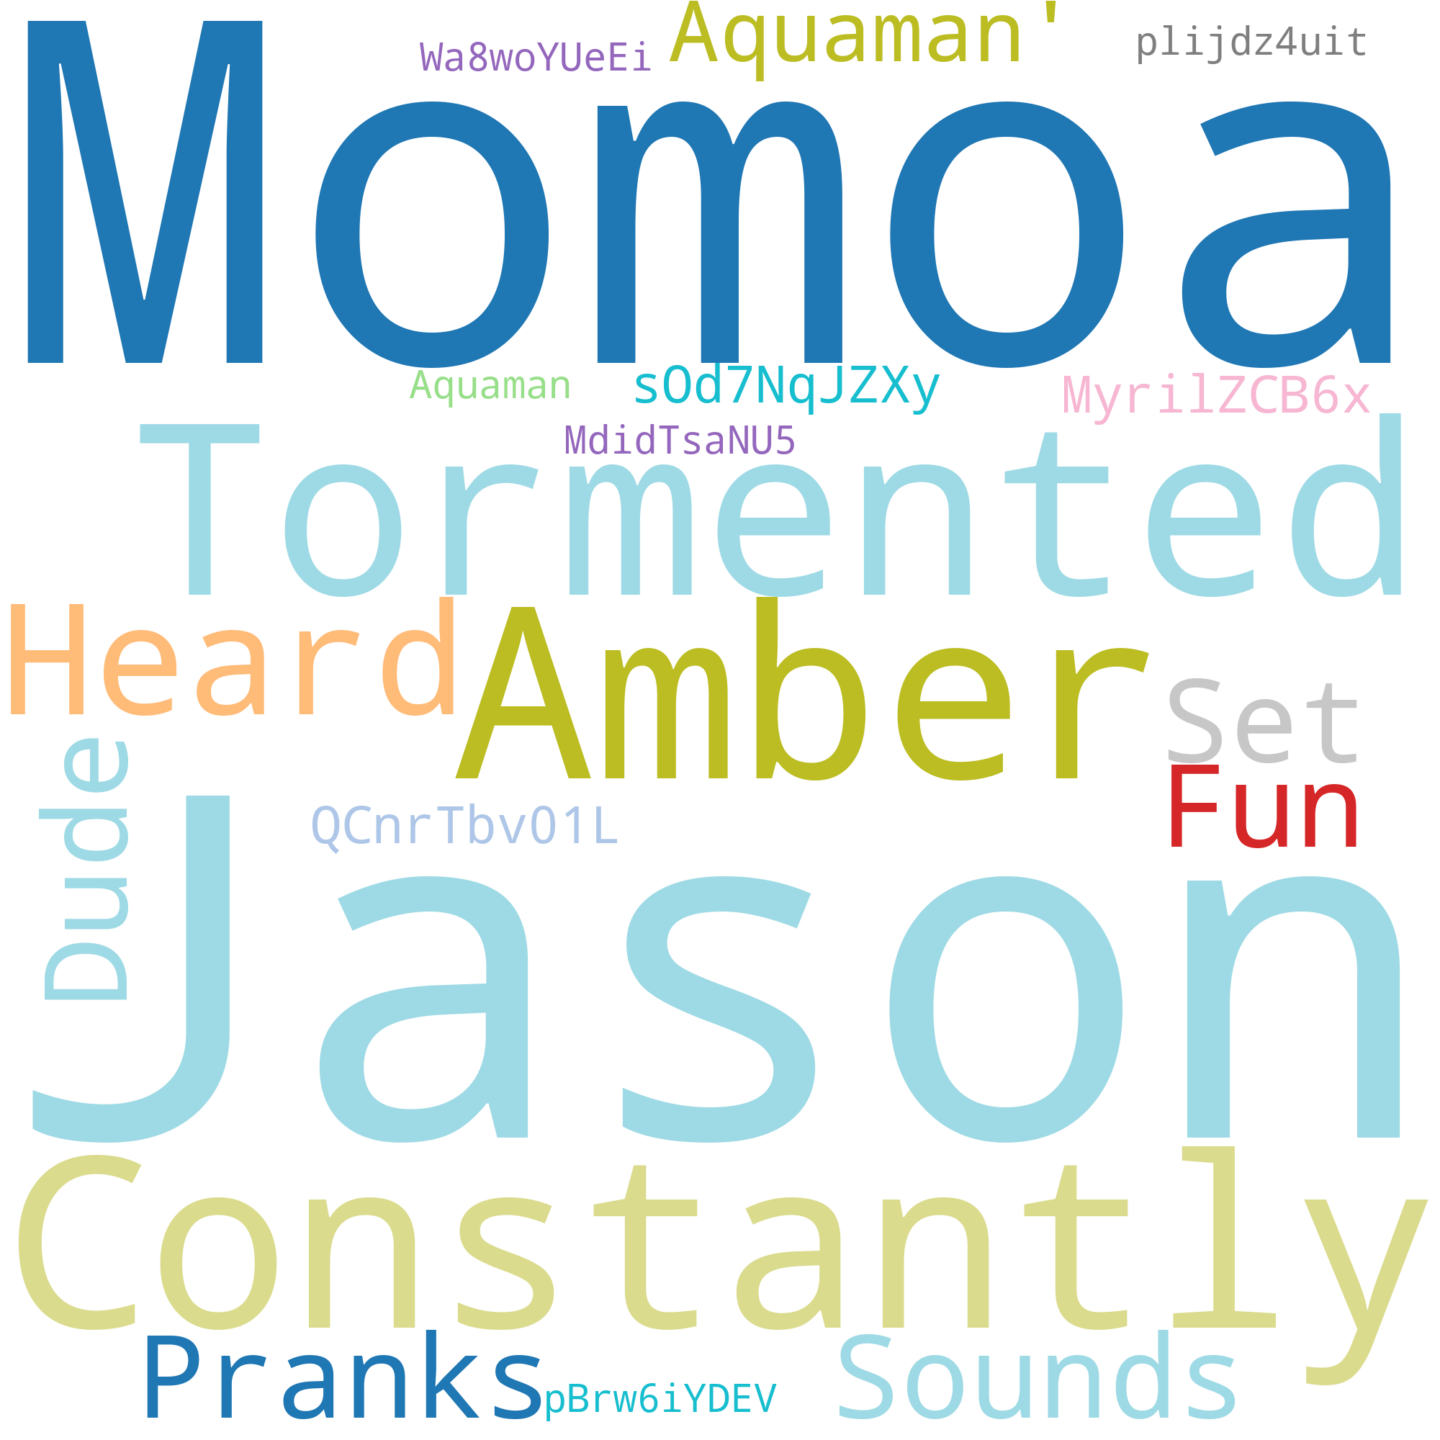 Aquaman'
plijdz4uit
Wa8woYUeEi
Momoa
Aquaman
sOd7NqJZXy
MyrilZCB6x
MdidTsaNU5
Tormented
Heard
Amber
Set
Fun
Dude
QCnrTbv01L
Jason
Constantly
Pranks
pBrw6iYDEV
Sounds